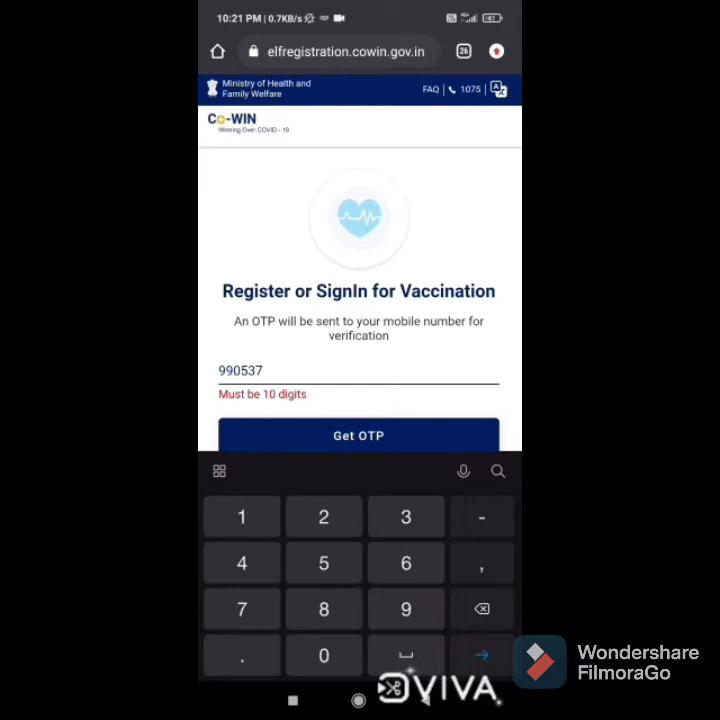 10:21 PM | 0.7KB/s
61
elfregistration.cowin.gov.in
26
Ministry of Health and
Family Welfare
FAQ | 1075 |
Co-WIN
Winning Over COVID - 19
Register or SignIn for Vaccination
An OTP will be sent to your mobile number for
verification
990537
Must be 10 digits
Get OTP
1 2 3 -
4 5 6 ,
7 8 9
. 0
Wondershare
FilmoraGo
VIVA